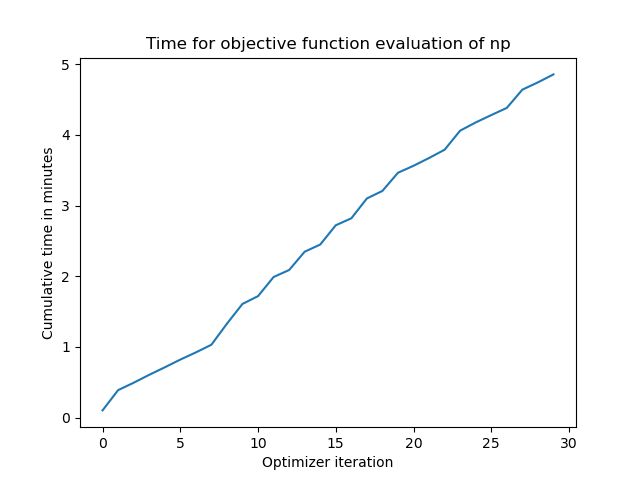 Time for objective function evaluation of np
5
4
3
2
1
0
Cumulative time in minutes
0 5 10 15 20 25 30
Optimizer iteration